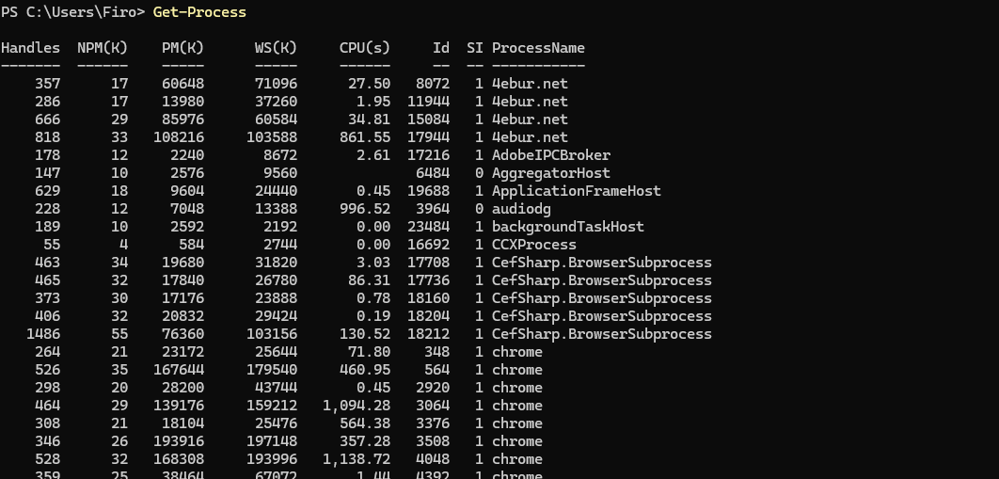 PS C:\Users\Firo> Get-Process
Handles NPM(K) PM(K) WS(K) CPU(s) Id SI ProcessName
------- ------ ----- ----- ------ -- -- -----------
357 17 60648 71096 27.50 8072 1 4ebur.net
286 17 13980 37260 1.95 11944 1 4ebur.net
666 29 85976 60584 34.81 15084 1 4ebur.net
818 33 108216 103588 861.55 17944 1 4ebur.net
178 12 2240 8672 2.61 17216 1 AdobeIPCBroker
147 10 2576 9560 6484 0 AggregatorHost
629 18 9604 24440 0.45 19688 1 ApplicationFrameHost
228 12 7048 13388 996.52 3964 0 audiodg
189 10 2592 2192 0.00 23484 1 backgroundTaskHost
55 4 584 2744 0.00 16692 1 CCXProcess
463 34 19680 31820 3.03 17708 1 CefSharp.BrowserSubprocess
465 32 17840 26780 86.31 17736 1 CefSharp.BrowserSubprocess
373 30 17176 23888 0.78 18160 1 CefSharp.BrowserSubprocess
406 32 20832 29424 0.19 18204 1 CefSharp.BrowserSubprocess
1486 55 76360 103156 130.52 18212 1 CefSharp.BrowserSubprocess
264 21 23172 25644 71.80 348 1 chrome
526 35 167644 179540 460.95 564 1 chrome
298 20 28200 43744 0.45 2920 1 chrome
464 29 139176 159212 1,094.28 3064 1 chrome
308 21 18104 25476 564.38 3376 1 chrome
346 26 193916 197148 357.28 3508 1 chrome
528 32 168308 193996 1,138.72 4048 1 chrome
359 25 38464 67072 1.44 4392 1 chrome